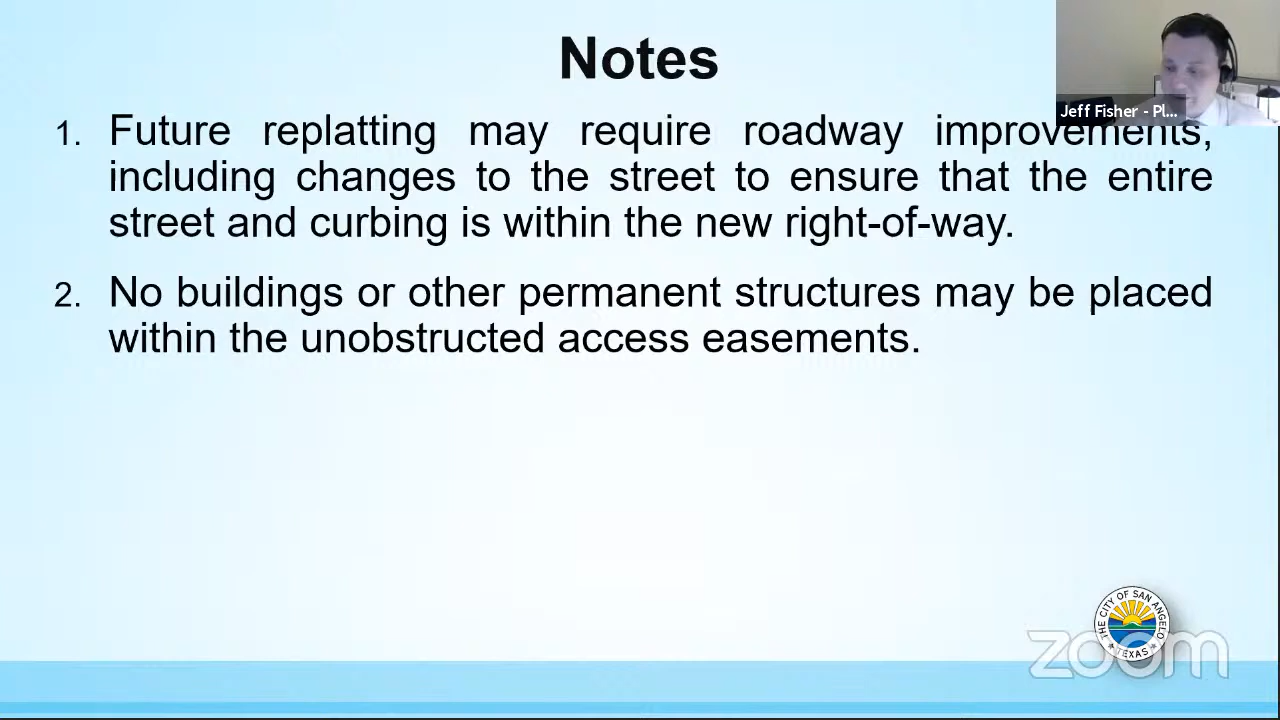 Notes
Jeff Fisher - Pl...
1. Future replatting may require roadway improvements,
including changes to the street to ensure that the entire
street and curbing is within the new right-of-way.
2. No buildings or other permanent structures may be placed
within the unobstructed access easements.
THE CITY OF SAN ANGELO
TEXAS
zoom